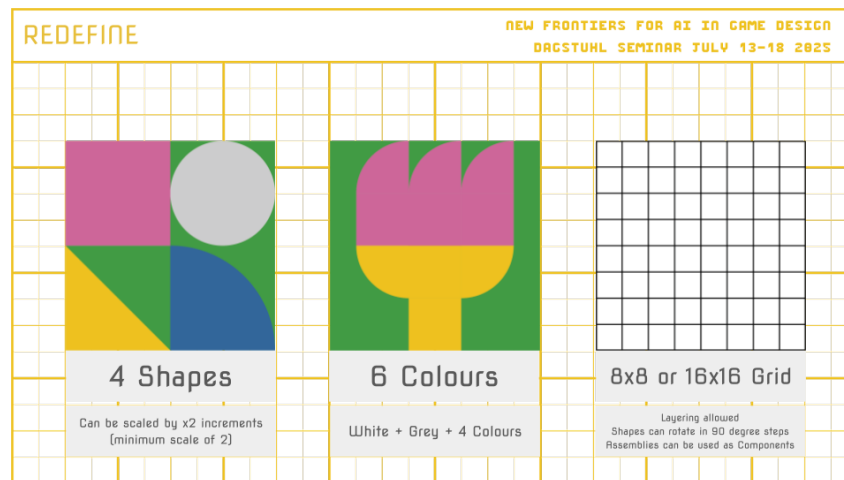 REDEFINE
NEW FRONTIERS FOR AI IN GAME DESIGN
DAGSTUHL SEMINAR JULY 13-18 2025
4 Shapes
Can be scaled by x2 increments
(minimum scale of 2)
6 Colours
White + Grey + 4 Colours
8x8 or 16x16 Grid
Layering allowed
Shapes can rotate in 90 degree steps
Assemblies can be used as Components